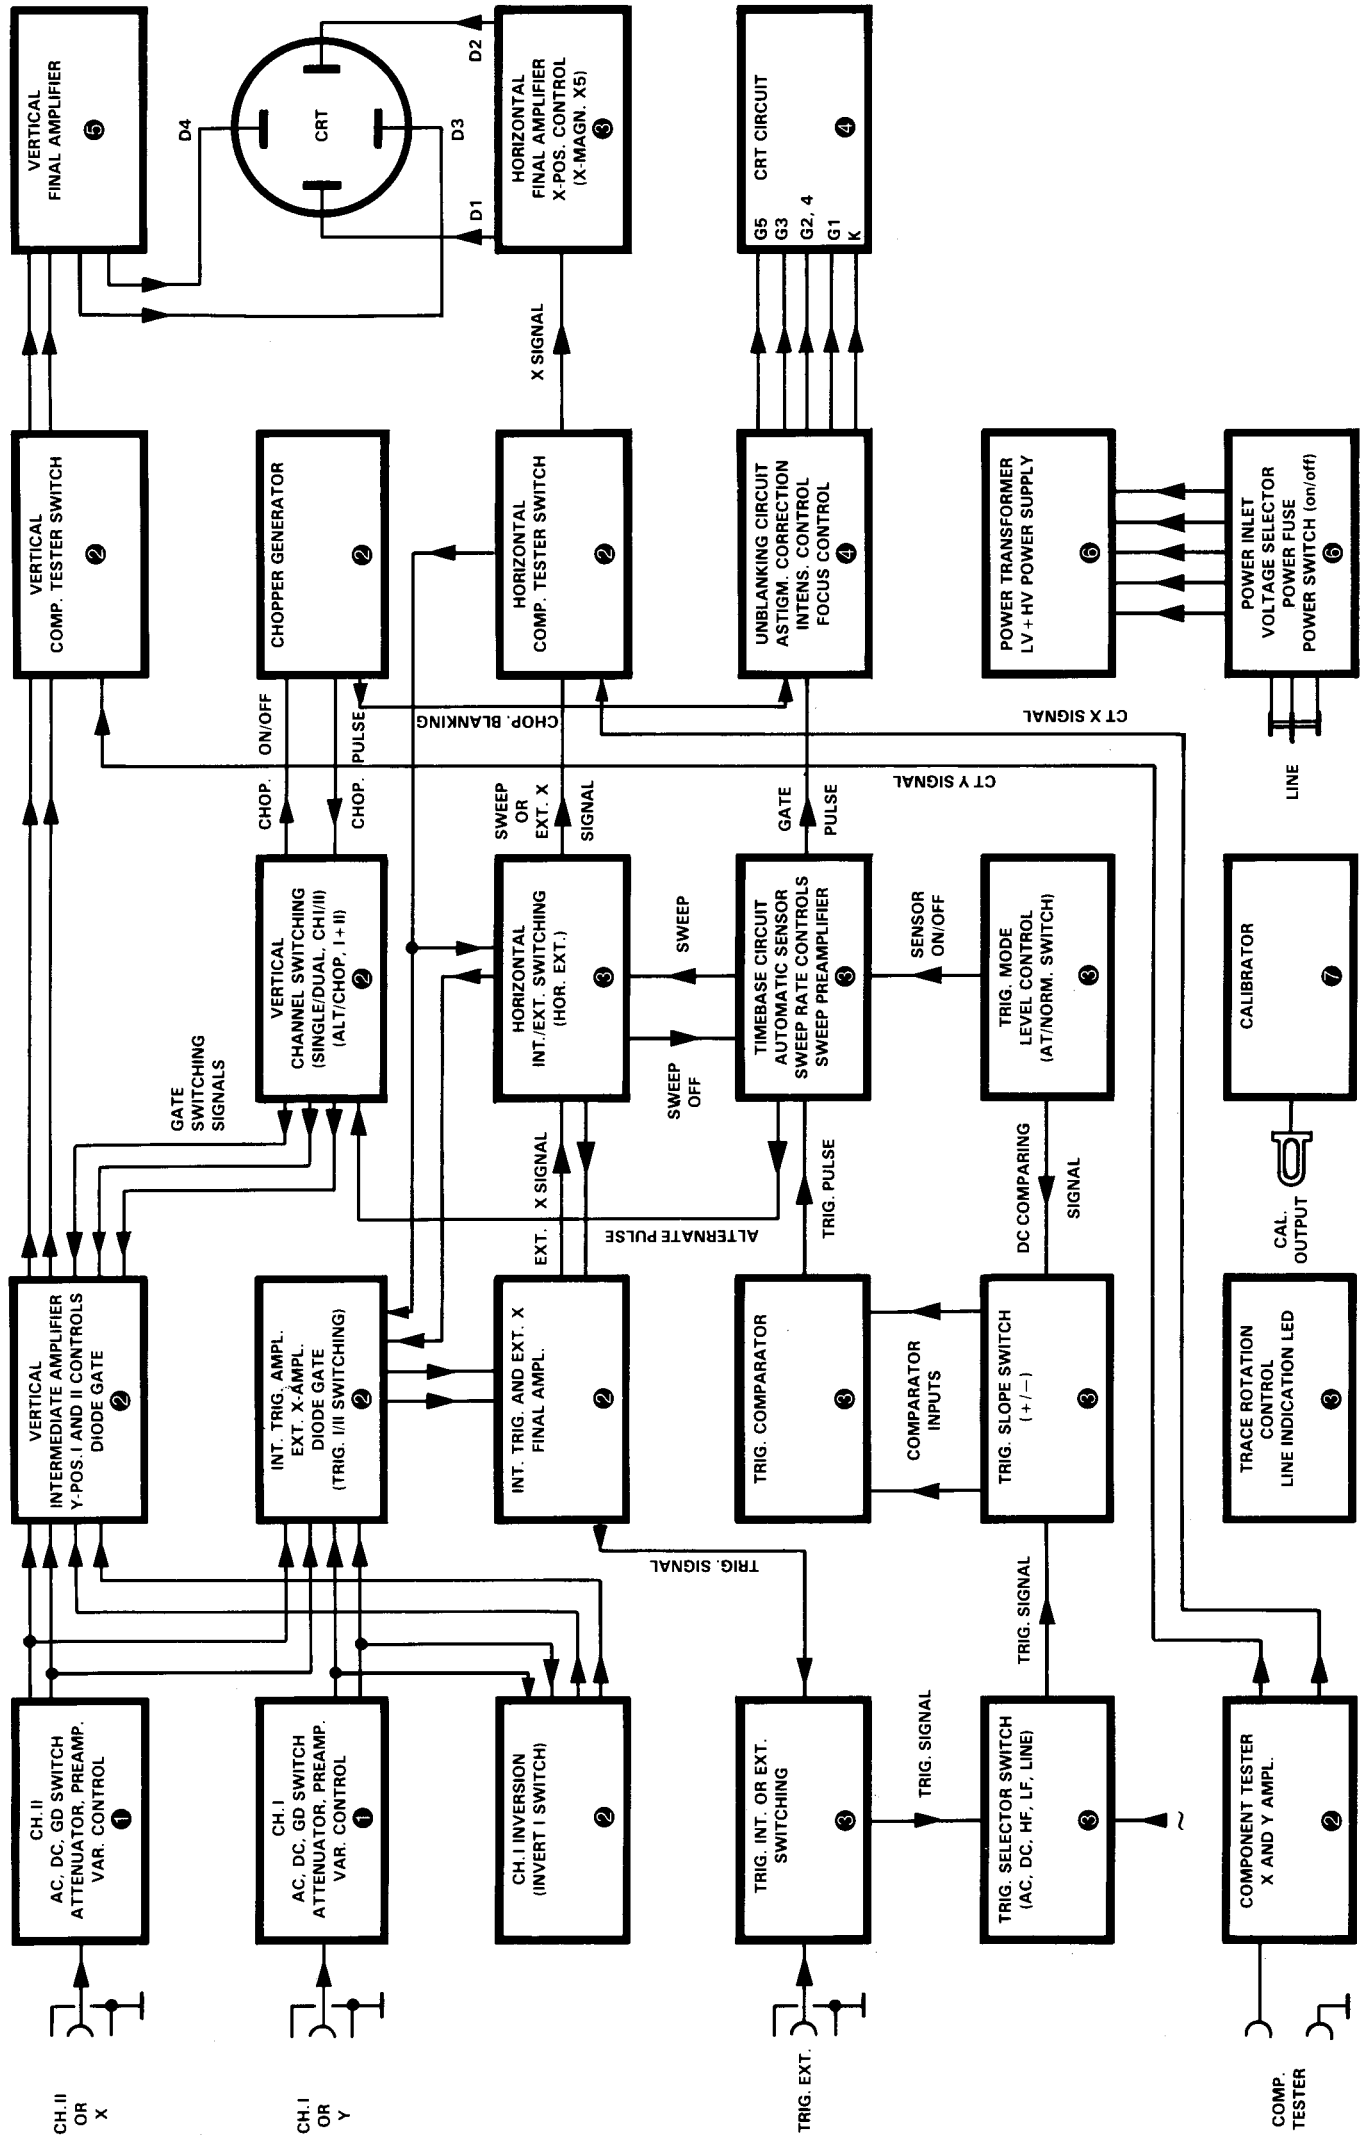 CH. II
OR
X
CH. II
AC, DC, GD SWITCH
ATTENUATOR, PREAMP.
VAR. CONTROL
1
VERTICAL
INTERMEDIATE AMPLIFIER
Y-POS. I AND II CONTROLS
DIODE GATE
2
GATE
SWITCHING
SIGNALS
VERTICAL
COMP. TESTER SWITCH
2
VERTICAL
FINAL AMPLIFIER
5
D4
CRT
D3
CH. I
OR
Y
CH. I
AC, DC, GD SWITCH
ATTENUATOR, PREAMP.
VAR. CONTROL
1
INT. TRIG. AMPL.
EXT. X-AMPL.
DIODE GATE
(TRIG. I/II SWITCHING)
2
VERTICAL
CHANNEL SWITCHING
(SINGLE/DUAL, CHI/II)
(ALT/CHOP, I + II)
2
CHOP. ON/OFF
CHOP. PULSE
CHOPPER GENERATOR
2
CHOP. BLANKING
D1
D2
CH. I INVERSION
(INVERT I SWITCH)
2
INT. TRIG. AND EXT. X
FINAL AMPL.
2
EXT. X SIGNAL
HORIZONTAL
INT./EXT. SWITCHING
(HOR. EXT.)
3
SWEEP
OR
EXT. X
SIGNAL
HORIZONTAL
COMP. TESTER SWITCH
2
X SIGNAL
HORIZONTAL
FINAL AMPLIFIER
X-POS. CONTROL
(X-MAGN. X5)
3
TRIG. SIGNAL
ALTERNATE PULSE
SWEEP
OFF
SWEEP
TRIG. EXT.
TRIG. INT. OR EXT.
SWITCHING
3
TRIG. COMPARATOR
3
TRIG. PULSE
TIMEBASE CIRCUIT
AUTOMATIC SENSOR
SWEEP RATE CONTROLS
SWEEP PREAMPLIFIER
3
GATE
PULSE
UNBLANKING CIRCUIT
ASTIGM. CORRECTION
INTENS. CONTROL
FOCUS CONTROL
4
CRT CIRCUIT
G5
G3
G2, 4
G1
K
4
TRIG. SIGNAL
COMPARATOR
INPUTS
SENSOR
ON/OFF
CT Y SIGNAL
TRIG. SELECTOR SWITCH
(AC, DC, HF, LF, LINE)
3
~
TRIG. SIGNAL
TRIG. SLOPE SWITCH
(+/−)
3
DC COMPARING
SIGNAL
TRIG. MODE
LEVEL CONTROL
(AT/NORM. SWITCH)
3
CT X SIGNAL
POWER TRANSFORMER
LV + HV POWER SUPPLY
6
COMP.
TESTER
COMPONENT TESTER
X AND Y AMPL.
2
TRACE ROTATION
CONTROL
LINE INDICATION LED
3
CAL.
OUTPUT
CALIBRATOR
7
LINE
POWER INLET
VOLTAGE SELECTOR
POWER FUSE
POWER SWITCH (on/off)
6